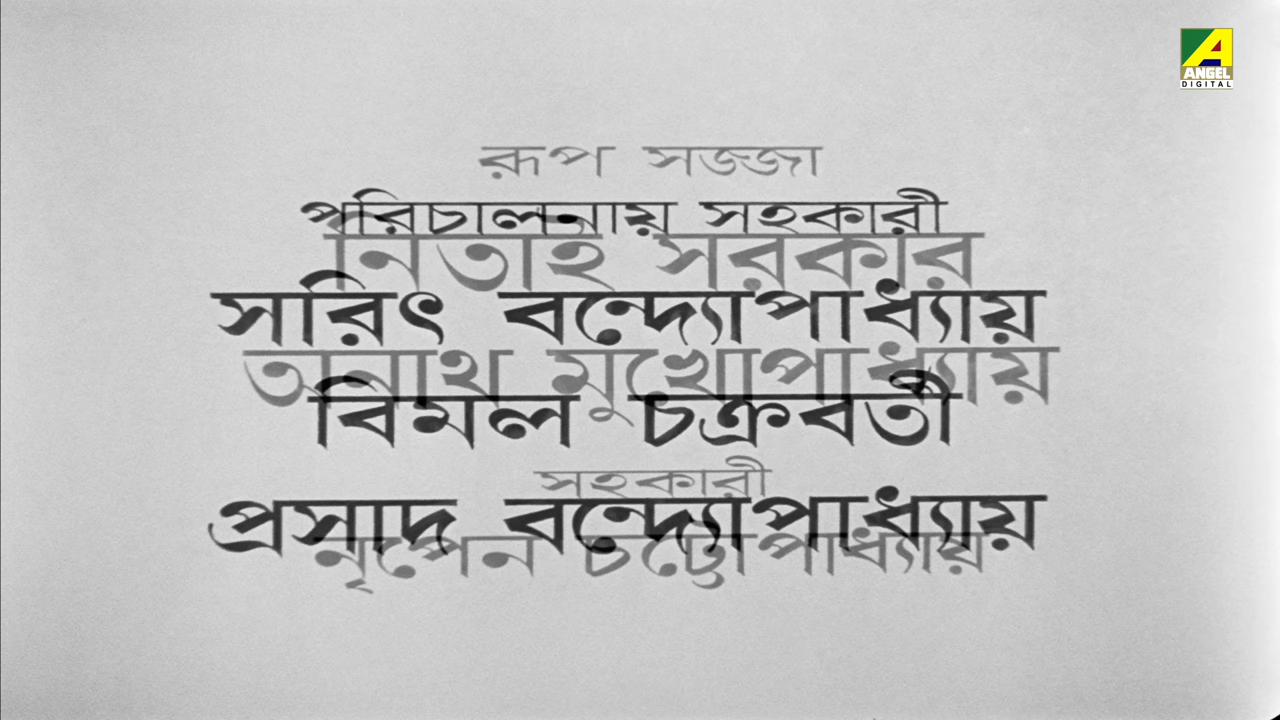 ANGEL
DIGITAL
রূপ সজ্জা
পরিচালনায় সহকারী
নিতাই সরকার
সরিৎ বন্দ্যোপাধ্যায়
অনাথ মুখোপাধ্যায়
বিমল চক্রবর্তী
সহকারী
প্রসাদ বন্দ্যোপাধ্যায়
নৃপেন চট্টোপাধ্যায়